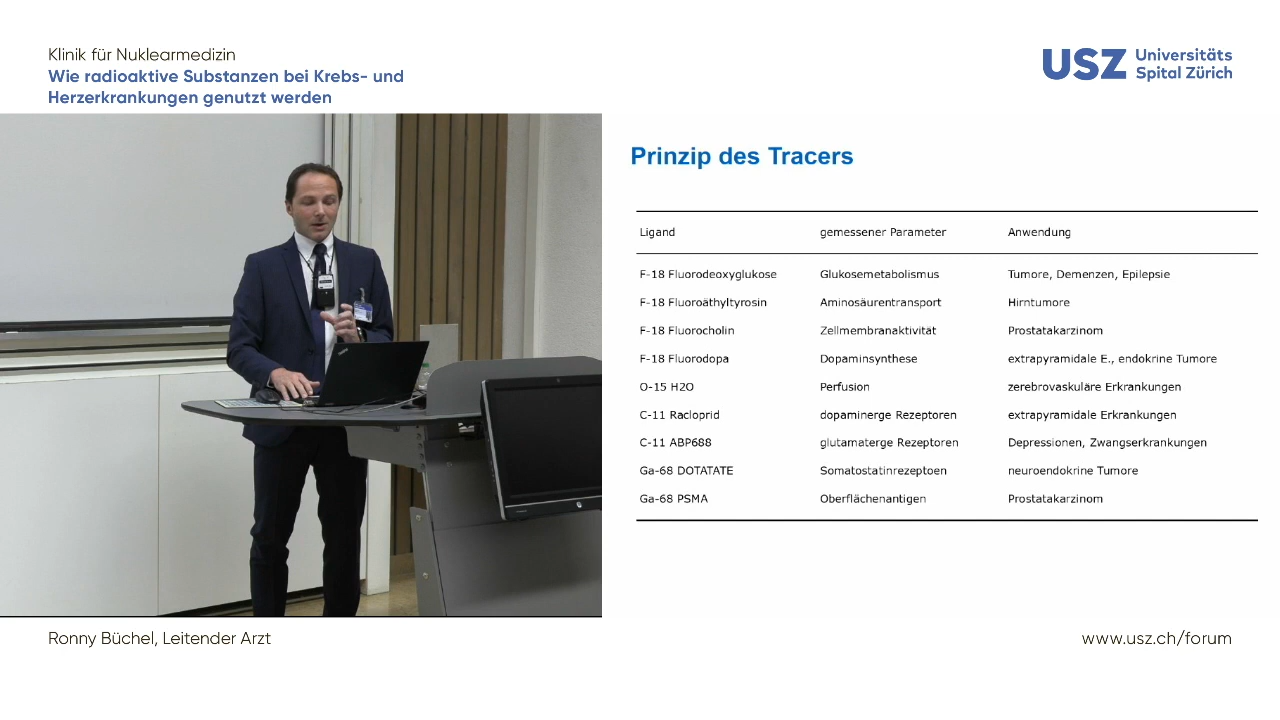 Klinik für Nuklearmedizin
Wie radioaktive Substanzen bei Krebs- und
Herzerkrankungen genutzt werden
USZ Universitäts
Spital Zürich
Prinzip des Tracers
Ligand gemessener Parameter Anwendung
F-18 Fluorodeoxyglukose Glukosemetabolismus Tumore, Demenzen, Epilepsie
F-18 Fluoroäthyltyrosin Aminosäurentransport Hirntumore
F-18 Fluorocholin Zellmembranaktivität Prostatakarzinom
F-18 Fluorodopa Dopaminsynthese extrapyramidale E., endokrine Tumore
O-15 H2O Perfusion zerebrovaskuläre Erkrankungen
C-11 Racloprid dopaminerge Rezeptoren extrapyramidale Erkrankungen
C-11 ABP688 glutamaterge Rezeptoren Depressionen, Zwangserkrankungen
Ga-68 DOTATATE Somatostatinrezeptoen neuroendokrine Tumore
Ga-68 PSMA Oberflächenantigen Prostatakarzinom
Ronny Büchel, Leitender Arzt
www.usz.ch/forum